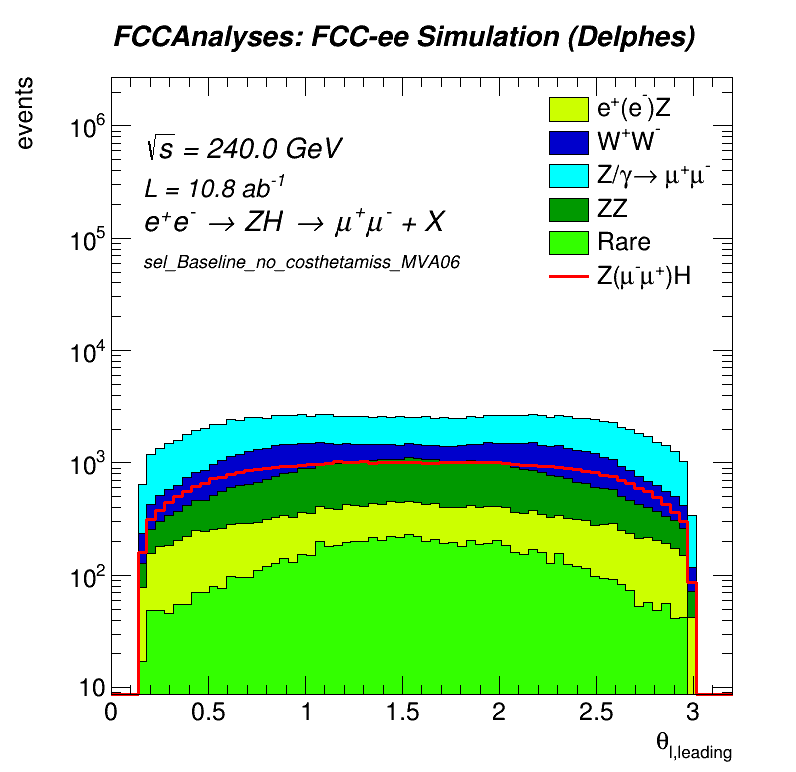 FCCAnalyses: FCC-ee Simulation (Delphes)
events
√s = 240.0 GeV
L = 10.8 ab⁻¹
e⁺e⁻ → ZH → μ⁺μ⁻ + X
sel_Baseline_no_costhetamiss_MVA06
e⁺(e⁻)Z
W⁺W⁻
Z/γ→ μ⁺μ⁻
ZZ
Rare
Z(μ⁻μ⁺)H
10⁶
10⁵
10⁴
10³
10²
10
0 0.5 1 1.5 2 2.5 3
θl,leading